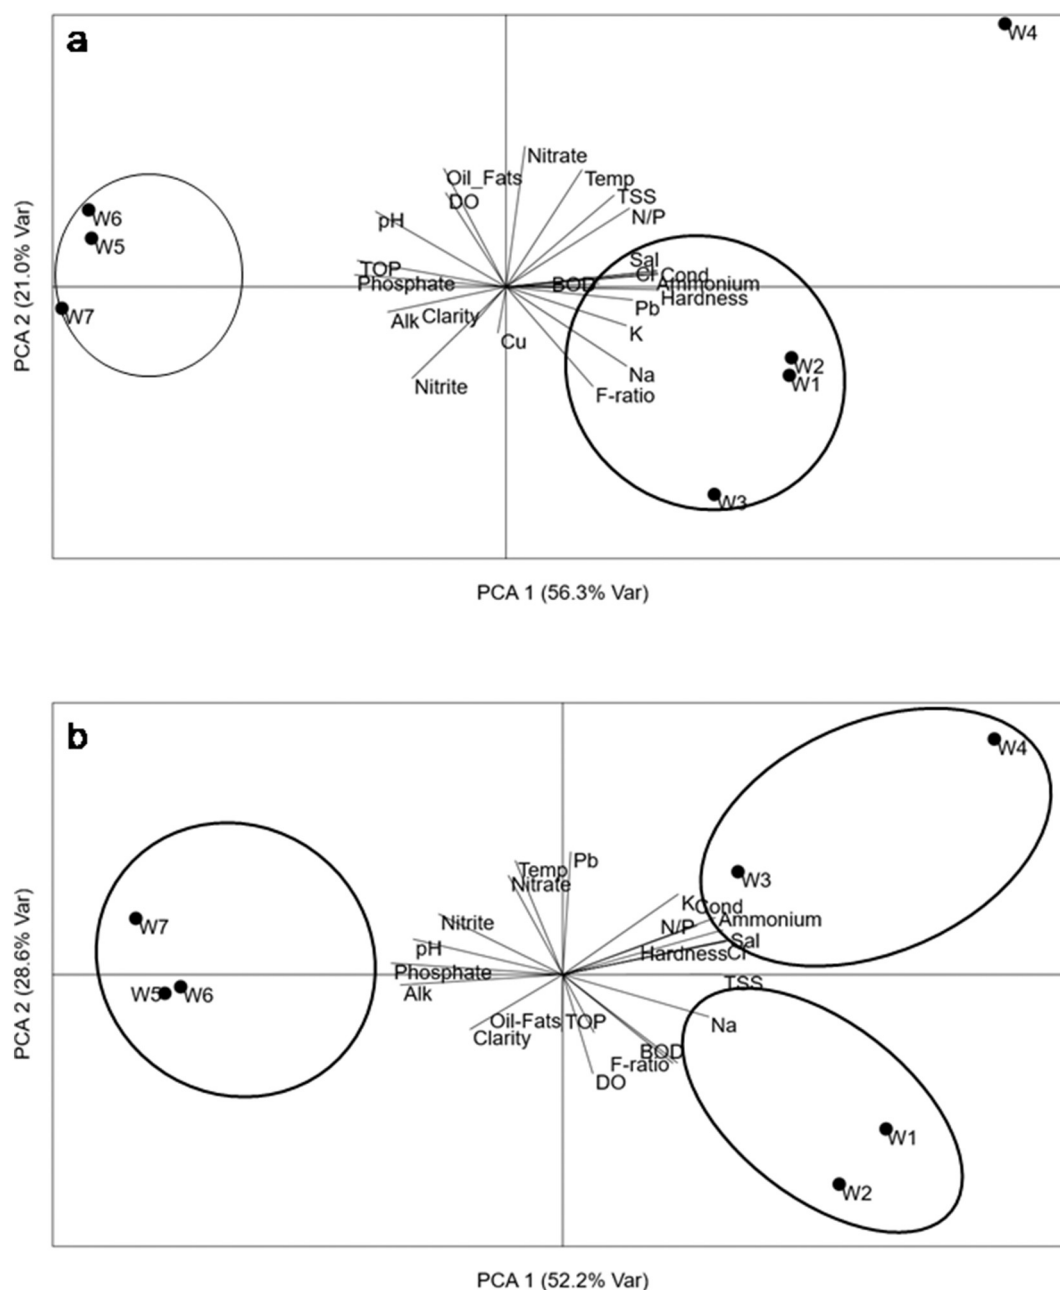 a
W4
Nitrate
Oil_Fats
Temp
DO
TSS
N/P
pH
W6
W5
Sal
TOP
Cl Cond
Phosphate
BOD
Ammonium
Hardness
Pb
W7
Alk
Clarity
K
Cu
W2
Na
W1
Nitrite
F-ratio
W3
PCA 2 (21.0% Var)
PCA 1 (56.3% Var)
b
W4
Pb
Temp
W3
Nitrate
K
Cond
Nitrite
N/P
Ammonium
W7
pH
Sal
Hardness
Cl
Phosphate
TSS
W5
W6
Alk
Oil-Fats
TOP
Na
Clarity
BOD
F-ratio
DO
W1
W2
PCA 2 (28.6% Var)
PCA 1 (52.2% Var)